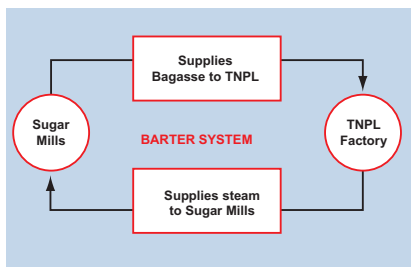 Supplies
Bagasse to TNPL
Sugar
Mills
BARTER SYSTEM
TNPL
Factory
Supplies steam
to Sugar Mills